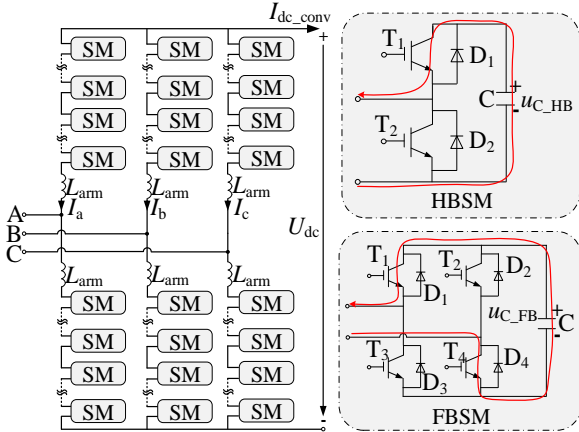 I_dc_conv
+
SM SM SM
SM SM SM
SM SM SM
SM SM SM
L_arm L_arm L_arm
I_a I_b I_c
A
B
C
U_dc
L_arm L_arm L_arm
SM SM SM
SM SM SM
SM SM SM
SM SM SM
-
T_1
D_1
C
+
u_C_HB
-
T_2
D_2
HBSM
T_1
T_2
D_2
D_1
u_C_FB
+
C
-
T_3
T_4
D_3
D_4
FBSM